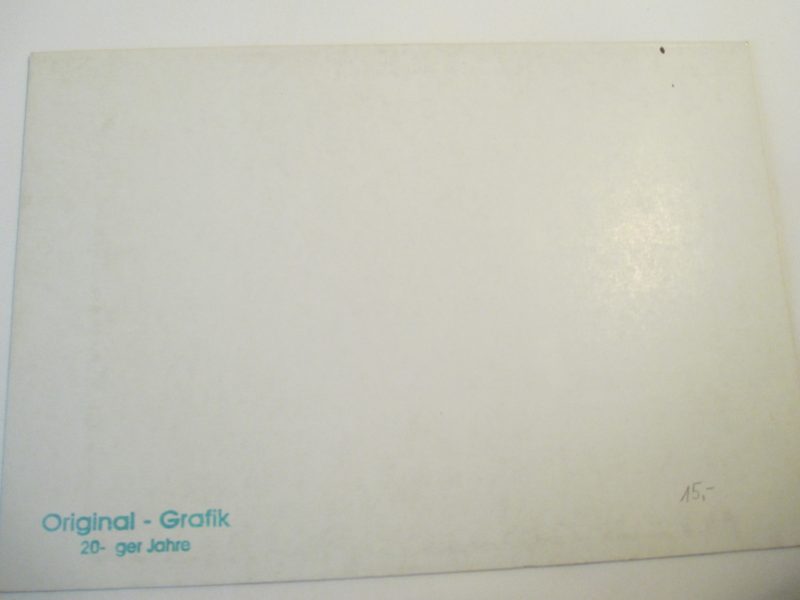 15,-
Original - Grafik
20- ger Jahre